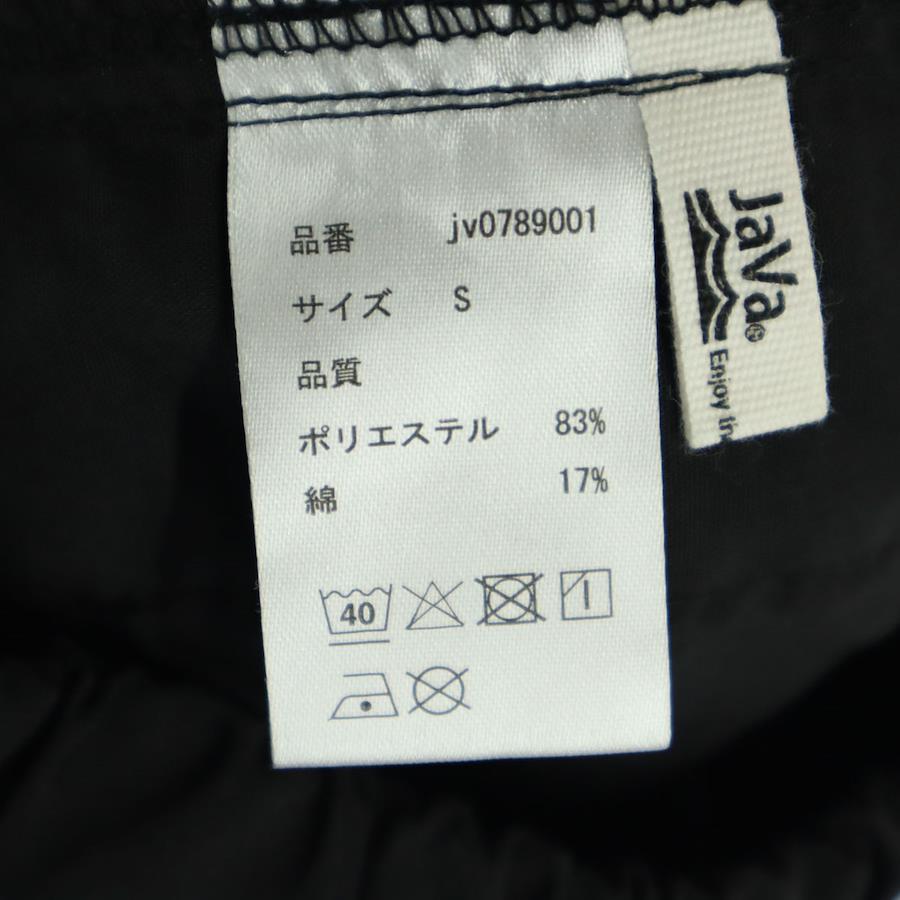 品番 jv0789001
サイズ S
品質
ポリエステル 83%
綿 17%
40
JaVa®
Enjoy